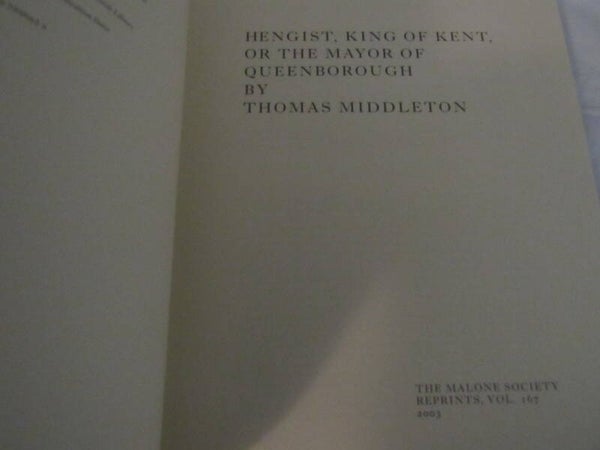 HENGIST, KING OF KENT,
OR THE MAYOR OF
QUEENBOROUGH
BY
THOMAS MIDDLETON
THE MALONE SOCIETY
REPRINTS, VOL. 167
2003